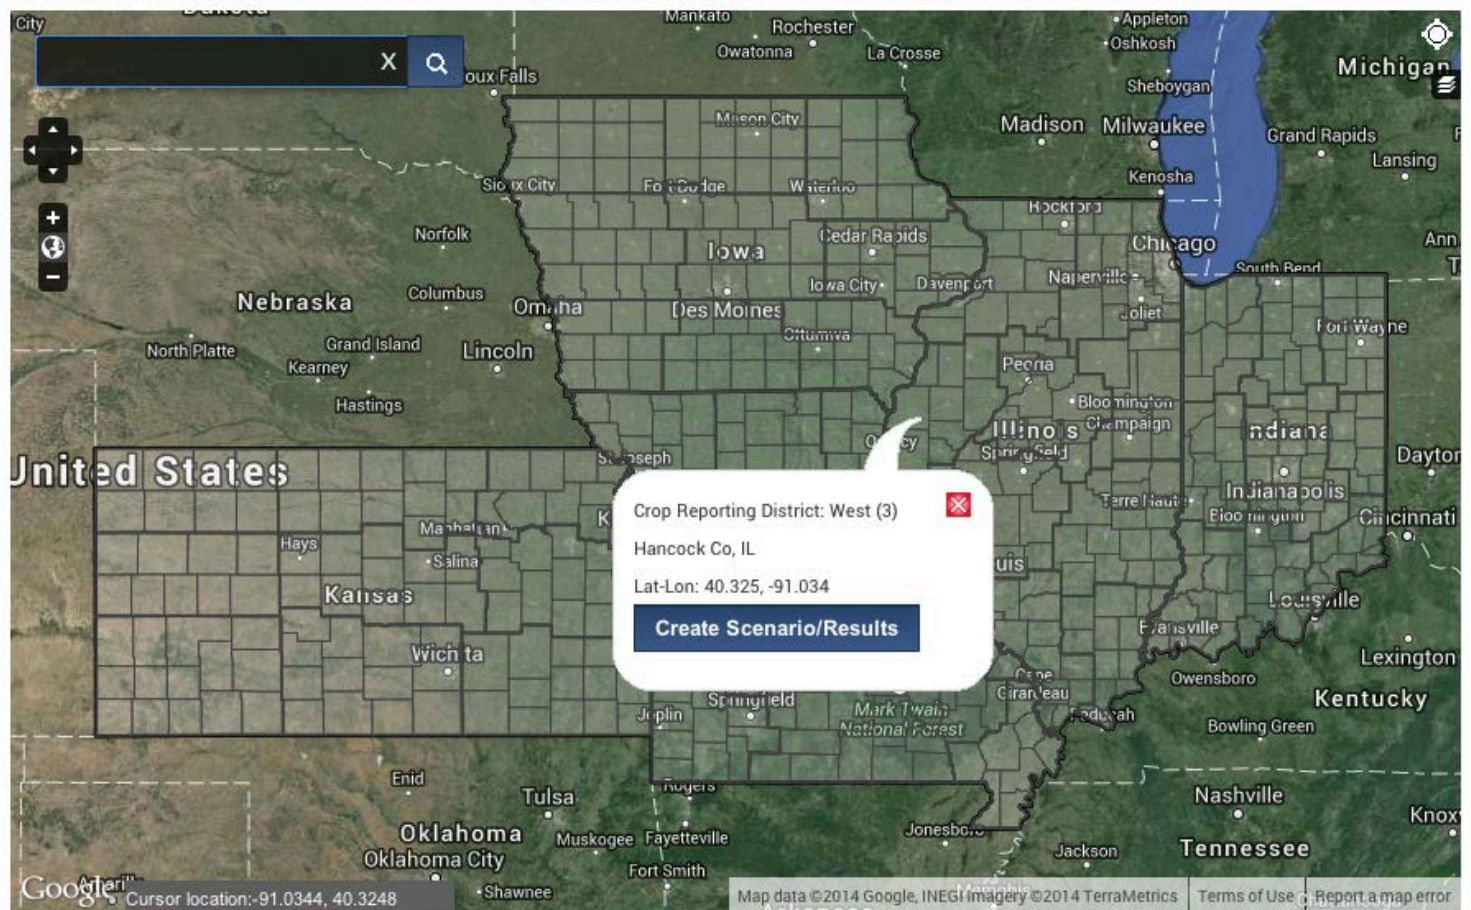 City
Dakota
Mankato
Rochester
Owatonna
La Crosse
Appleton
Oshkosh
Michigan
Sheboygan
X
oux Falls
Mason City
Madison
Milwaukee
Grand Rapids
Lansing
Kenosha
Sioux City
Fort Dodge
Waterloo
Rockford
Norfolk
Iowa
Cedar Rapids
Chicago
Ann
South Bend
Naperville
Iowa City
Davenport
Columbus
Nebraska
Omaha
Des Moines
Joliet
Fort Wayne
Ottumwa
North Platte
Grand Island
Lincoln
Kearney
Peoria
Hastings
Bloomington
Champaign
Illinois
Indiana
Quincy
Springfield
St Joseph
Dayton
United States
Indianapolis
Terre Haute
Bloomington
Cincinnati
Crop Reporting District: West (3)
K
Manhattan
Hays
Hancock Co, IL
Salina
uis
Lat-Lon: 40.325, -91.034
Kansas
Louisville
Create Scenario/Results
Evansville
Wichita
Lexington
Cape
Girardeau
Owensboro
Springfield
Kentucky
Joplin
Mark Twain
National Forest
Paducah
Bowling Green
Enid
Rogers
Tulsa
Nashville
Knox
Oklahoma
Muskogee
Fayetteville
Jonesboro
Jackson
Tennessee
Oklahoma City
Fort Smith
Google
Amarillo
Cursor location:-91.0344, 40.3248
Shawnee
Map data ©2014 Google, INEGI Imagery ©2014 TerraMetrics
Terms of Use
Report a map error
Memphis
Chattanooga
Arkansas